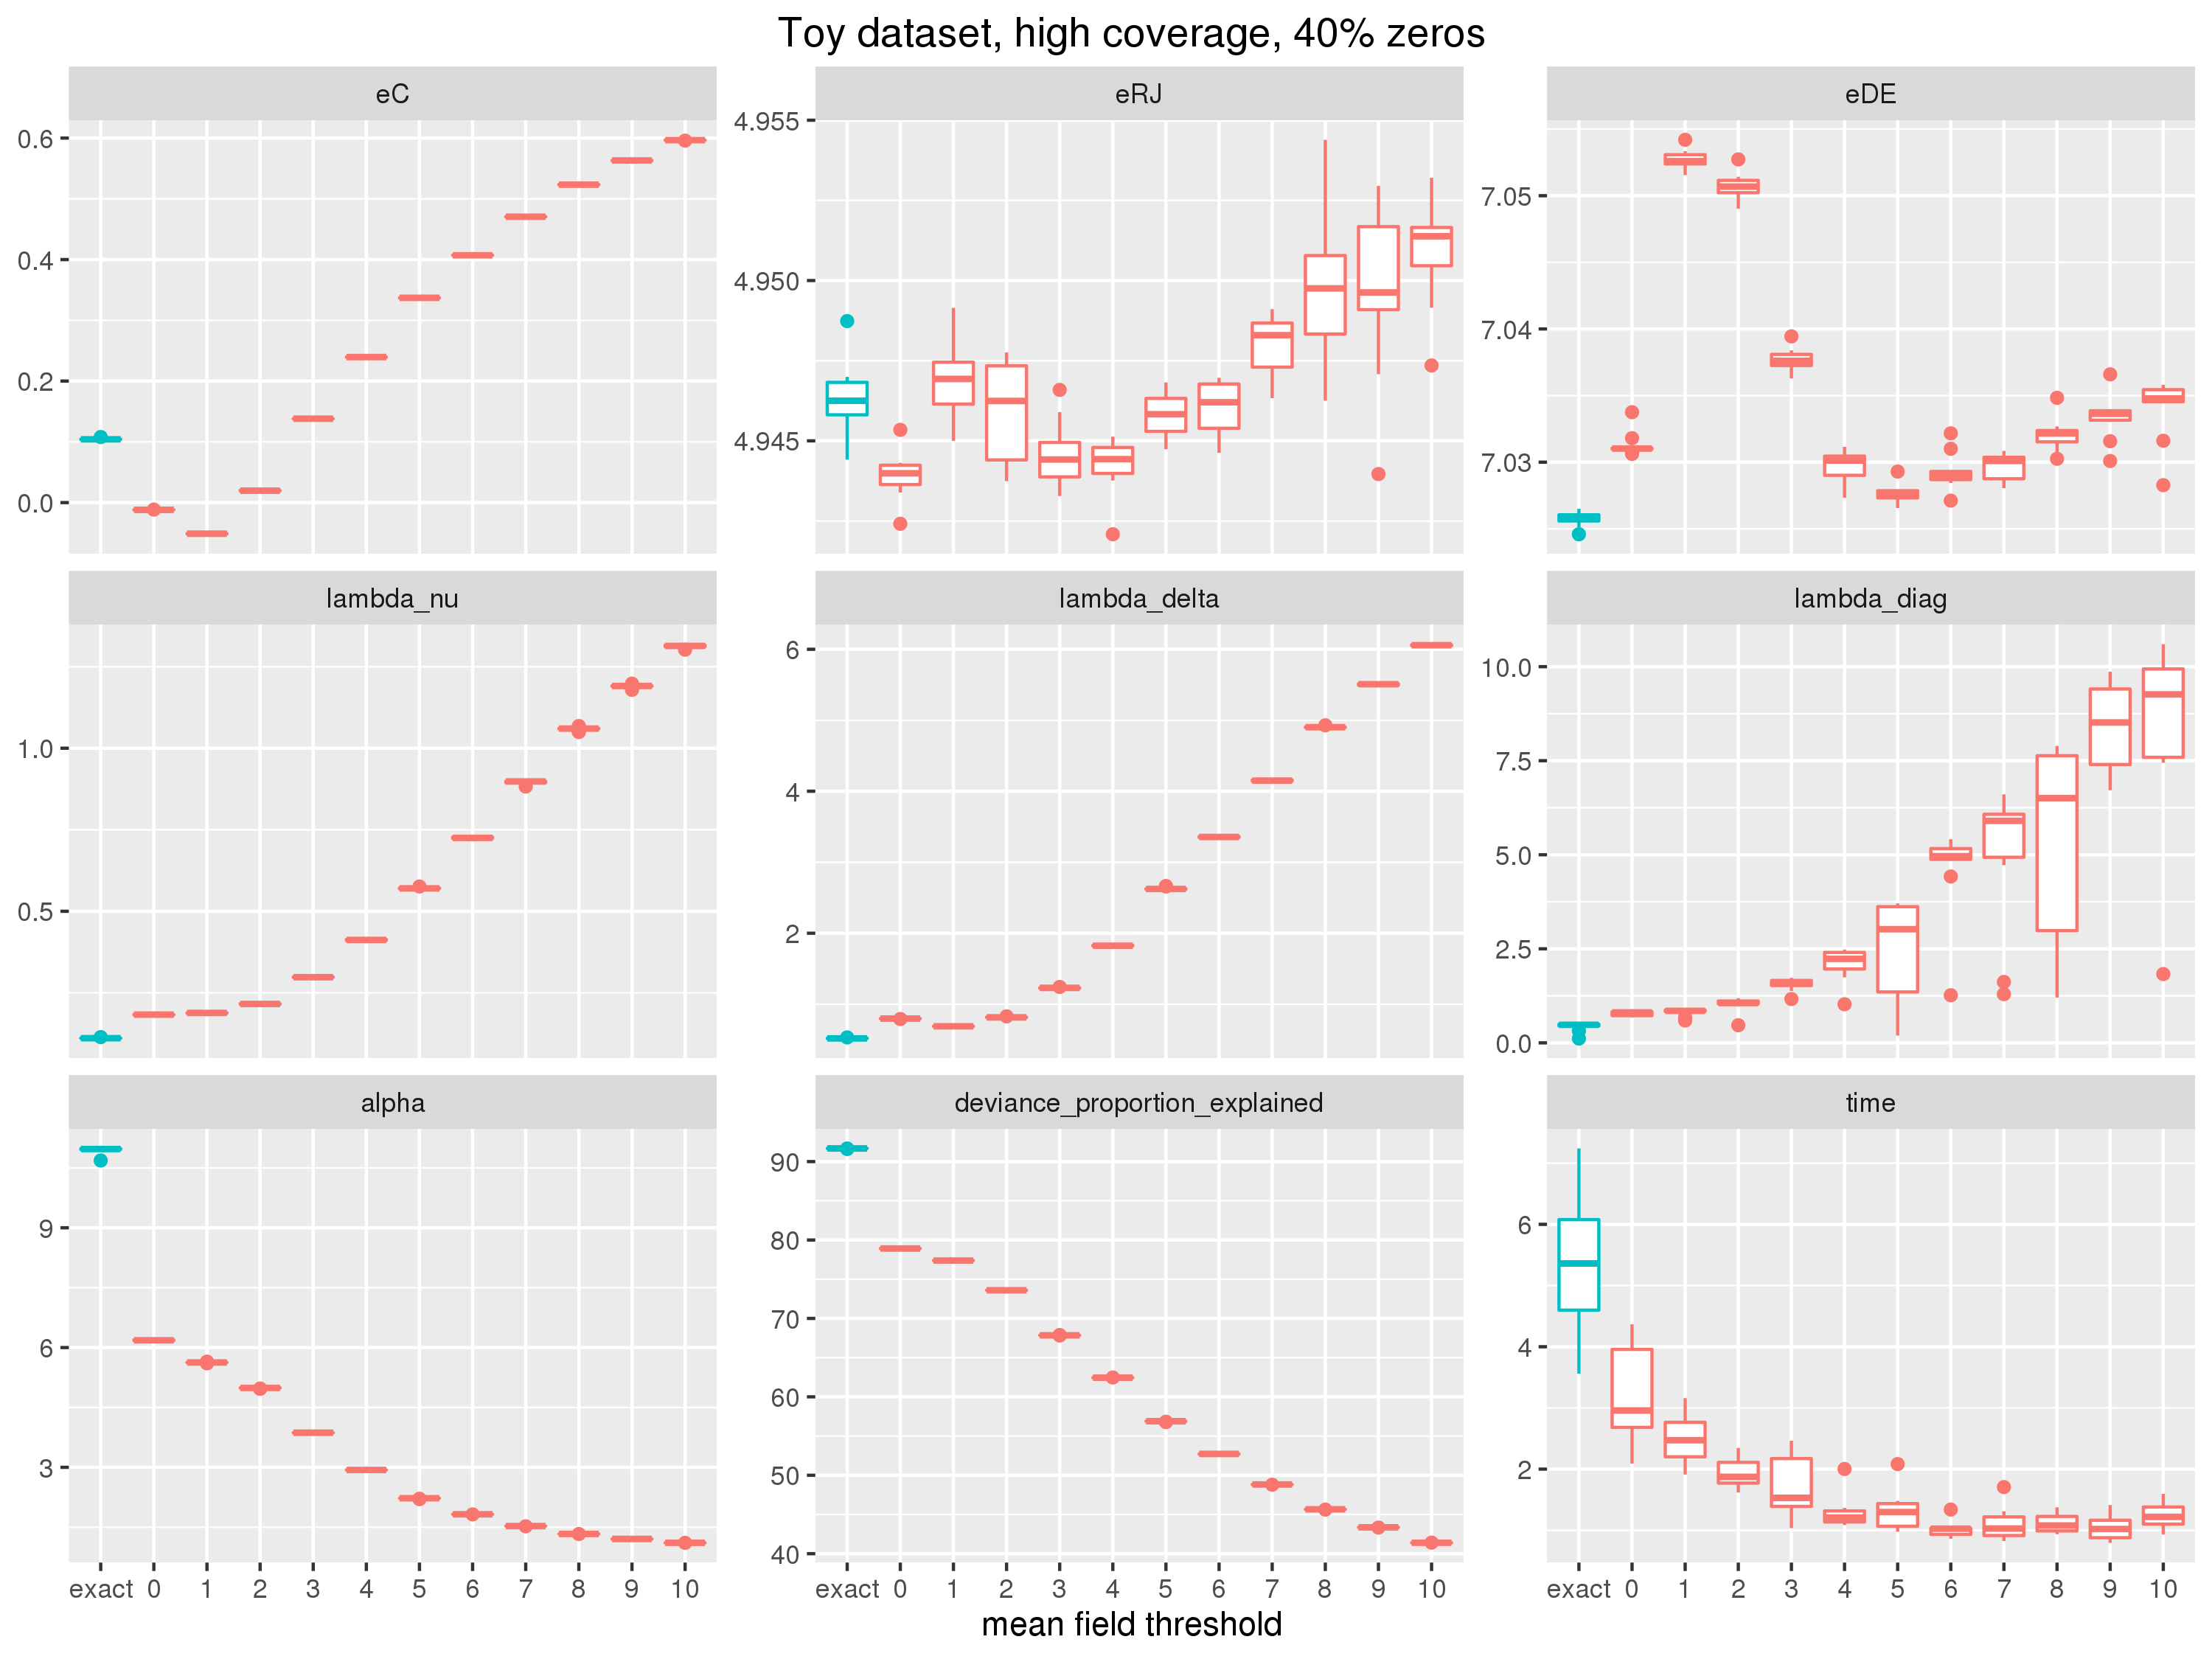 Toy dataset, high coverage, 40% zeros
eC
eRJ
eDE
0.6
0.4
0.2
0.0
4.955
4.950
4.945
7.05
7.04
7.03
lambda_nu
lambda_delta
lambda_diag
1.0
0.5
6
4
2
10.0
7.5
5.0
2.5
0.0
alpha
deviance_proportion_explained
time
9
6
3
90
80
70
60
50
40
6
4
2
exact 0 1 2 3 4 5 6 7 8 9 10
exact 0 1 2 3 4 5 6 7 8 9 10
exact 0 1 2 3 4 5 6 7 8 9 10
mean field threshold